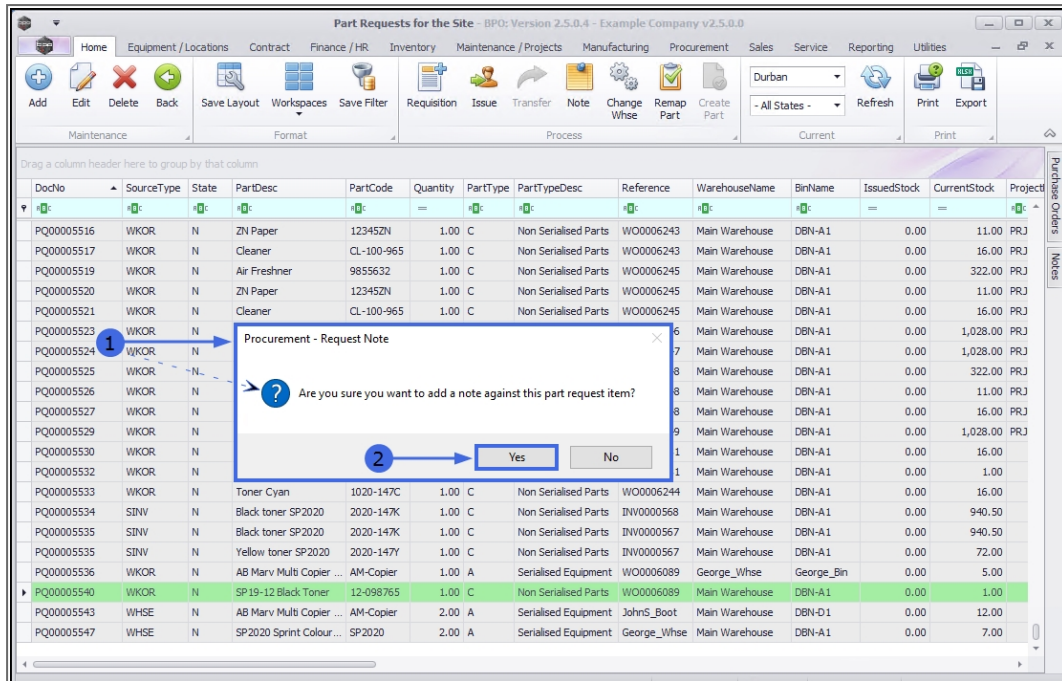 Part Requests for the Site - BPO: Version 2.5.0.4 - Example Company v2.5.0.0
Home Equipment / Locations Contract Finance / HR Inventory Maintenance / Projects Manufacturing Procurement Sales Service Reporting Utilities
Add Edit Delete Back Save Layout Workspaces Save Filter Requisition Issue Transfer Note Change Whse Remap Part Create Part Durban - All States - Refresh Print Export
Maintenance Format Process Current Print
Drag a column header here to group by that column
DocNo SourceType State PartDesc PartCode Quantity PartType PartTypeDesc Reference WarehouseName BinName IssuedStock CurrentStock
PQ00005516 WKOR N ZN Paper 12345ZN 1.00 C Non Serialised Parts WO0006243 Main Warehouse DBN-A1 0.00 11.00 PRJ
PQ00005517 WKOR N Cleaner CL-100-965 1.00 C Non Serialised Parts WO0006243 Main Warehouse DBN-A1 0.00 16.00 PRJ
PQ00005519 WKOR N Air Freshner 9855632 1.00 C Non Serialised Parts WO0006245 Main Warehouse DBN-A1 0.00 322.00 PRJ
PQ00005520 WKOR N ZN Paper 12345ZN 1.00 C Non Serialised Parts WO0006245 Main Warehouse DBN-A1 0.00 11.00 PRJ
PQ00005521 WKOR N Cleaner CL-100-965 1.00 C Non Serialised Parts WO0006245 Main Warehouse DBN-A1 0.00 16.00 PRJ
PQ00005523 WKOR N 6 Main Warehouse DBN-A1 0.00 1,028.00 PRJ
PQ00005524 WKOR N 7 Main Warehouse DBN-A1 0.00 1,028.00 PRJ
PQ00005525 WKOR N 8 Main Warehouse DBN-A1 0.00 322.00 PRJ
PQ00005526 WKOR N 8 Main Warehouse DBN-A1 0.00 11.00 PRJ
PQ00005527 WKOR N 8 Main Warehouse DBN-A1 0.00 16.00 PRJ
PQ00005529 WKOR N 9 Main Warehouse DBN-A1 0.00 1,028.00 PRJ
PQ00005530 WKOR N 1 Main Warehouse DBN-A1 0.00 16.00
PQ00005532 WKOR N 1 Main Warehouse DBN-A1 0.00 1.00
PQ00005533 WKOR N Toner Cyan 1020-147C 1.00 C Non Serialised Parts WO0006244 Main Warehouse DBN-A1 0.00 16.00
PQ00005534 SINV N Black toner SP2020 2020-147K 1.00 C Non Serialised Parts INV0000568 Main Warehouse DBN-A1 0.00 940.50
PQ00005535 SINV N Black toner SP2020 2020-147K 1.00 C Non Serialised Parts INV0000567 Main Warehouse DBN-A1 0.00 940.50
PQ00005535 SINV N Yellow toner SP2020 2020-147Y 1.00 C Non Serialised Parts INV0000567 Main Warehouse DBN-A1 0.00 72.00
PQ00005536 WKOR N AB Marv Multi Copier ... AM-Copier 1.00 A Serialised Equipment WO0006089 George_Whse George_Bin 0.00 5.00
PQ00005540 WKOR N SP19-12 Black Toner 12-098765 1.00 C Non Serialised Parts WO0006089 Main Warehouse DBN-A1 0.00 1.00
PQ00005543 WHSE N AB Marv Multi Copier ... AM-Copier 2.00 A Serialised Equipment JohnS_Boot Main Warehouse DBN-D1 0.00 12.00
PQ00005547 WHSE N SP2020 Sprint Colour... SP2020 2.00 A Serialised Equipment George_Whse Main Warehouse DBN-A1 0.00 7.00
1
Procurement - Request Note
Are you sure you want to add a note against this part request item?
2
Yes No
Purchase Orders
Notes